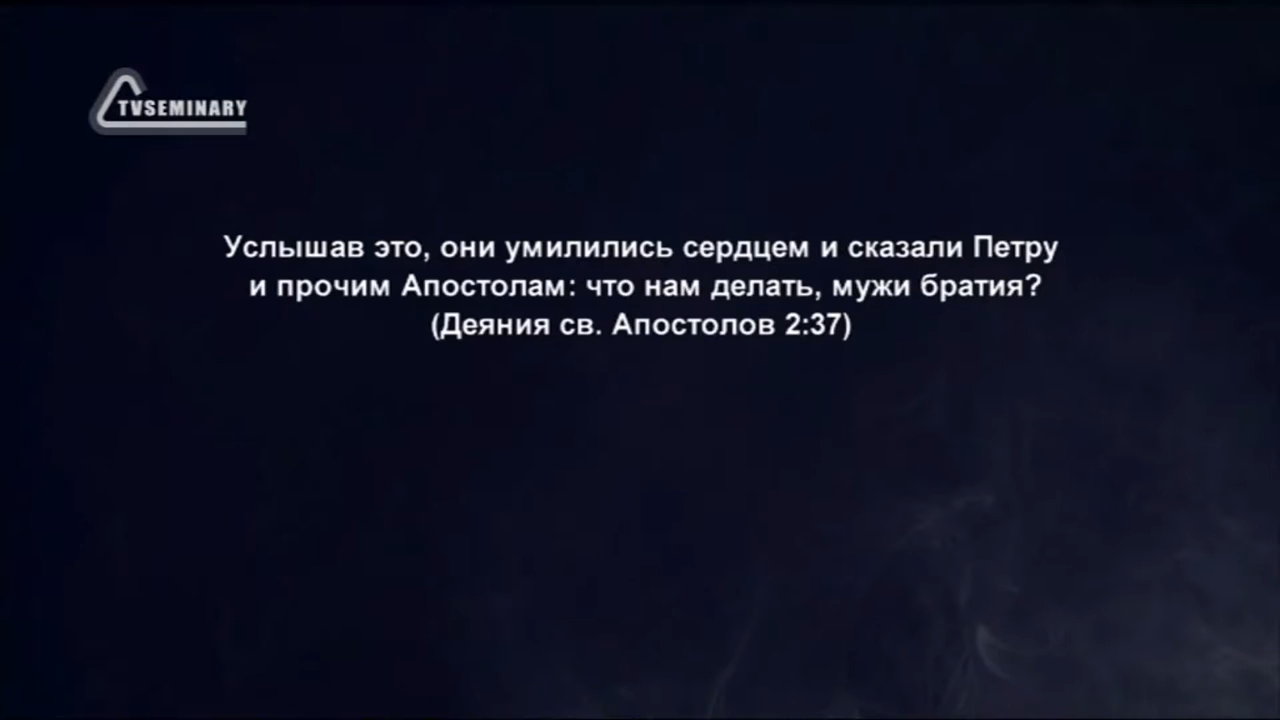 TVSEMINARY
Услышав это, они умилились сердцем и сказали Петру
и прочим Апостолам: что нам делать, мужи братия?
(Деяния св. Апостолов 2:37)